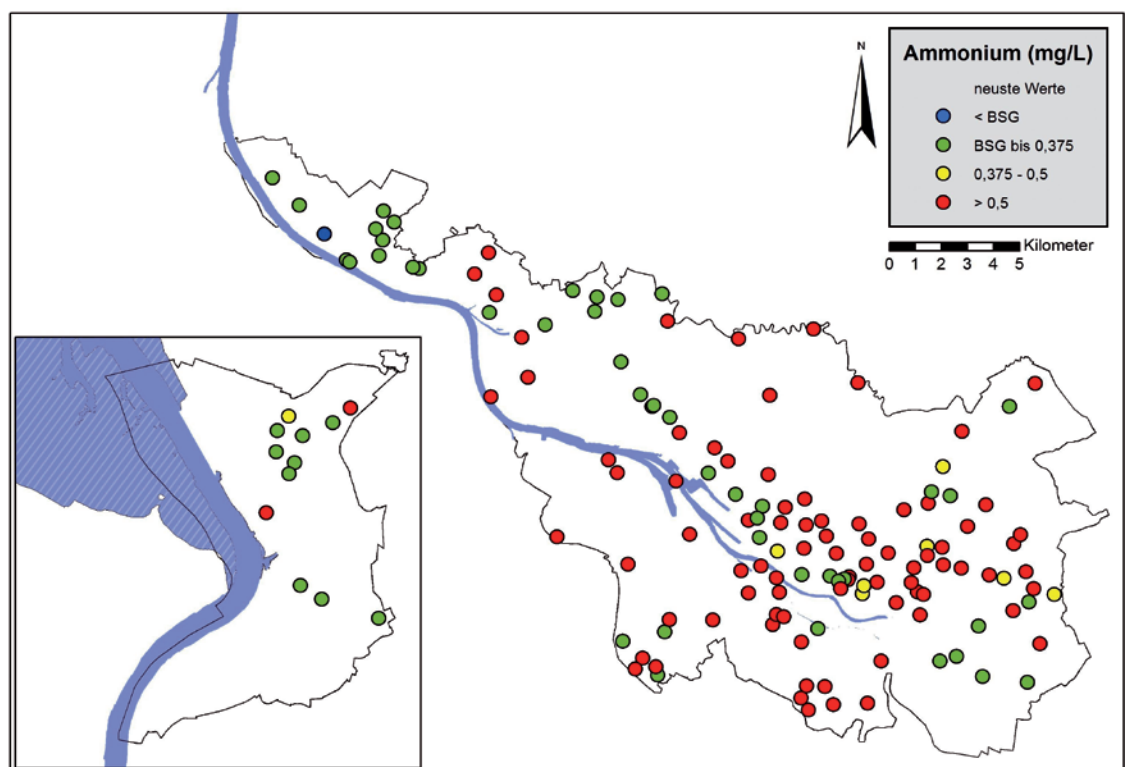 Ammonium (mg/L)
neuste Werte
< BSG
BSG bis 0,375
0,375 - 0,5
> 0,5
N
Kilometer
0 1 2 3 4 5